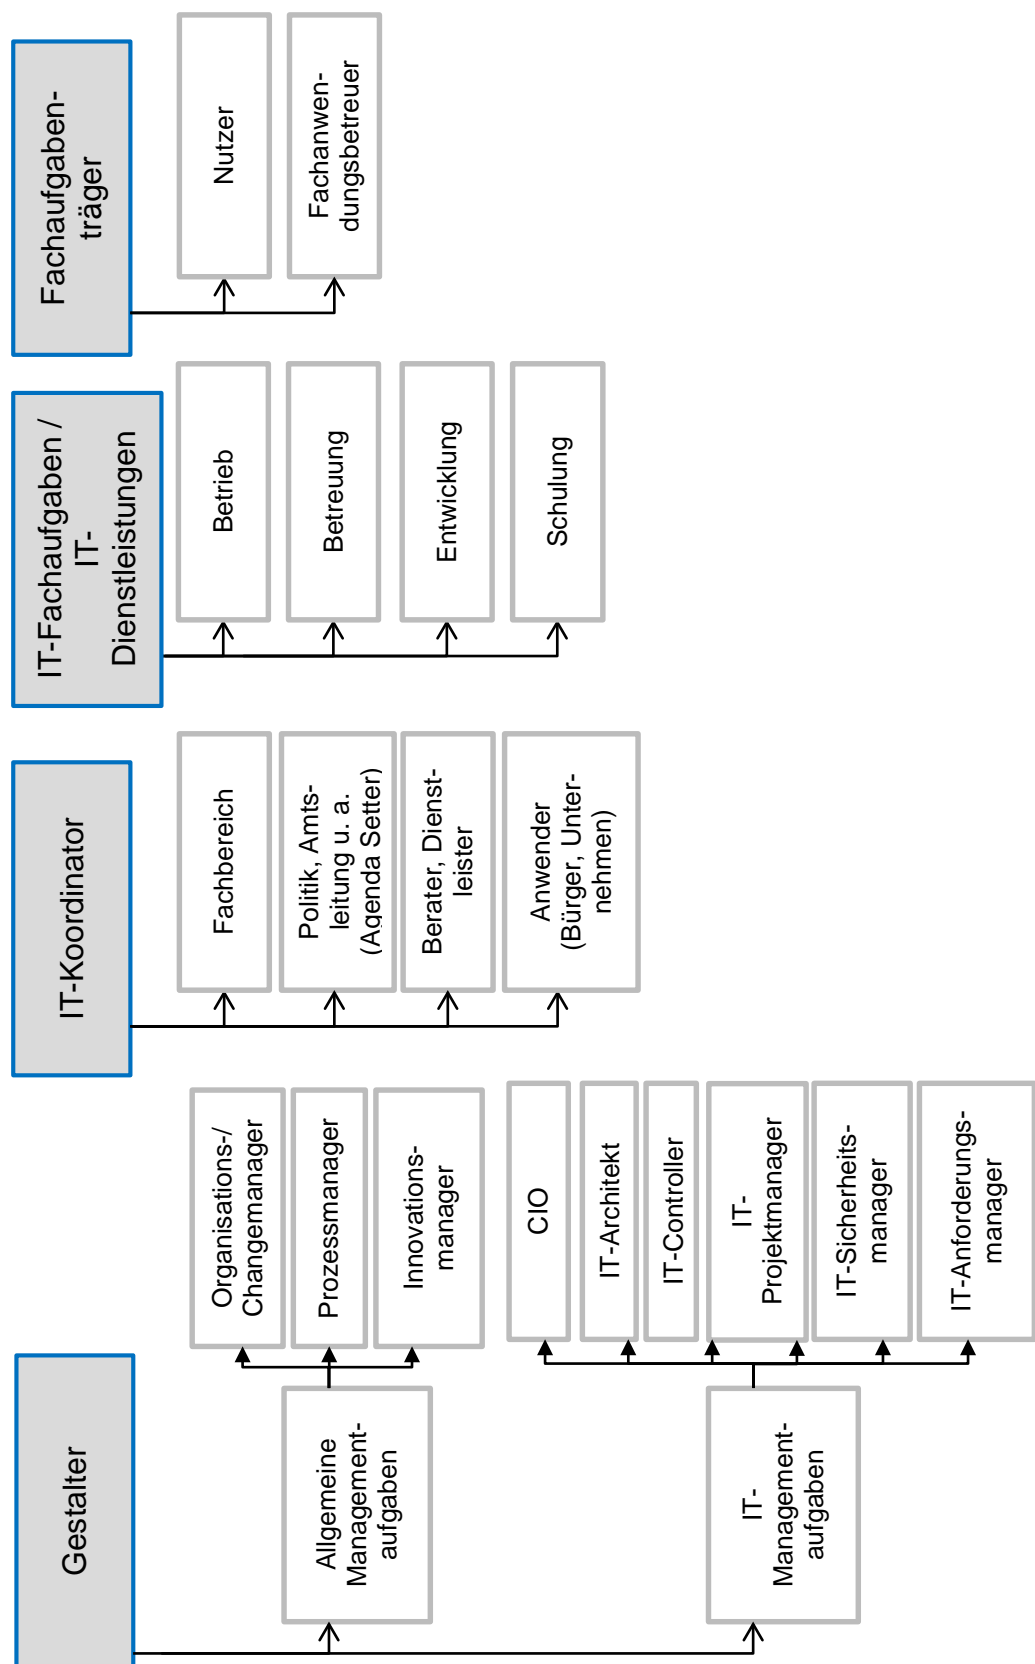 Gestalter
Allgemeine
Management-
aufgaben
Organisations-/
Changemanager
Prozessmanager
Innovations-
manager
IT-
Management-
aufgaben
CIO
IT-Architekt
IT-Controller
IT-
Projektmanager
IT-Sicherheits-
manager
IT-Anforderungs-
manager
IT-Koordinator
Fachbereich
Politik, Amts-
leitung u. a.
(Agenda Setter)
Berater, Dienst-
leister
Anwender
(Bürger, Unter-
nehmen)
IT-Fachaufgaben /
IT-
Dienstleistungen
Betrieb
Betreuung
Entwicklung
Schulung
Fachaufgaben-
träger
Nutzer
Fachanwen-
dungsbetreuer